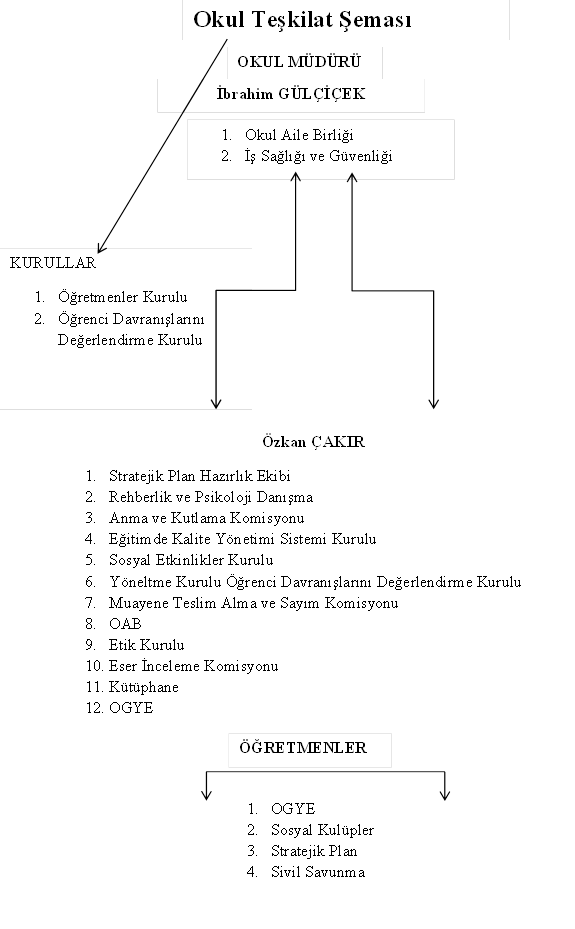 Okul Teşkilat Şeması
OKUL MÜDÜRÜ
İbrahim GÜLÇİÇEK
1. Okul Aile Birliği
2. İş Sağlığı ve Güvenliği
KURULLAR
1. Öğretmenler Kurulu
2. Öğrenci Davranışlarını
Değerlendirme Kurulu
Özkan ÇAKIR
1. Stratejik Plan Hazırlık Ekibi
2. Rehberlik ve Psikoloji Danışma
3. Anma ve Kutlama Komisyonu
4. Eğitimde Kalite Yönetimi Sistemi Kurulu
5. Sosyal Etkinlikler Kurulu
6. Yöneltme Kurulu Öğrenci Davranışlarını Değerlendirme Kurulu
7. Muayene Teslim Alma ve Sayım Komisyonu
8. OAB
9. Etik Kurulu
10. Eser İnceleme Komisyonu
11. Kütüphane
12. OGYE
ÖĞRETMENLER
1. OGYE
2. Sosyal Kulüpler
3. Stratejik Plan
4. Sivil Savunma